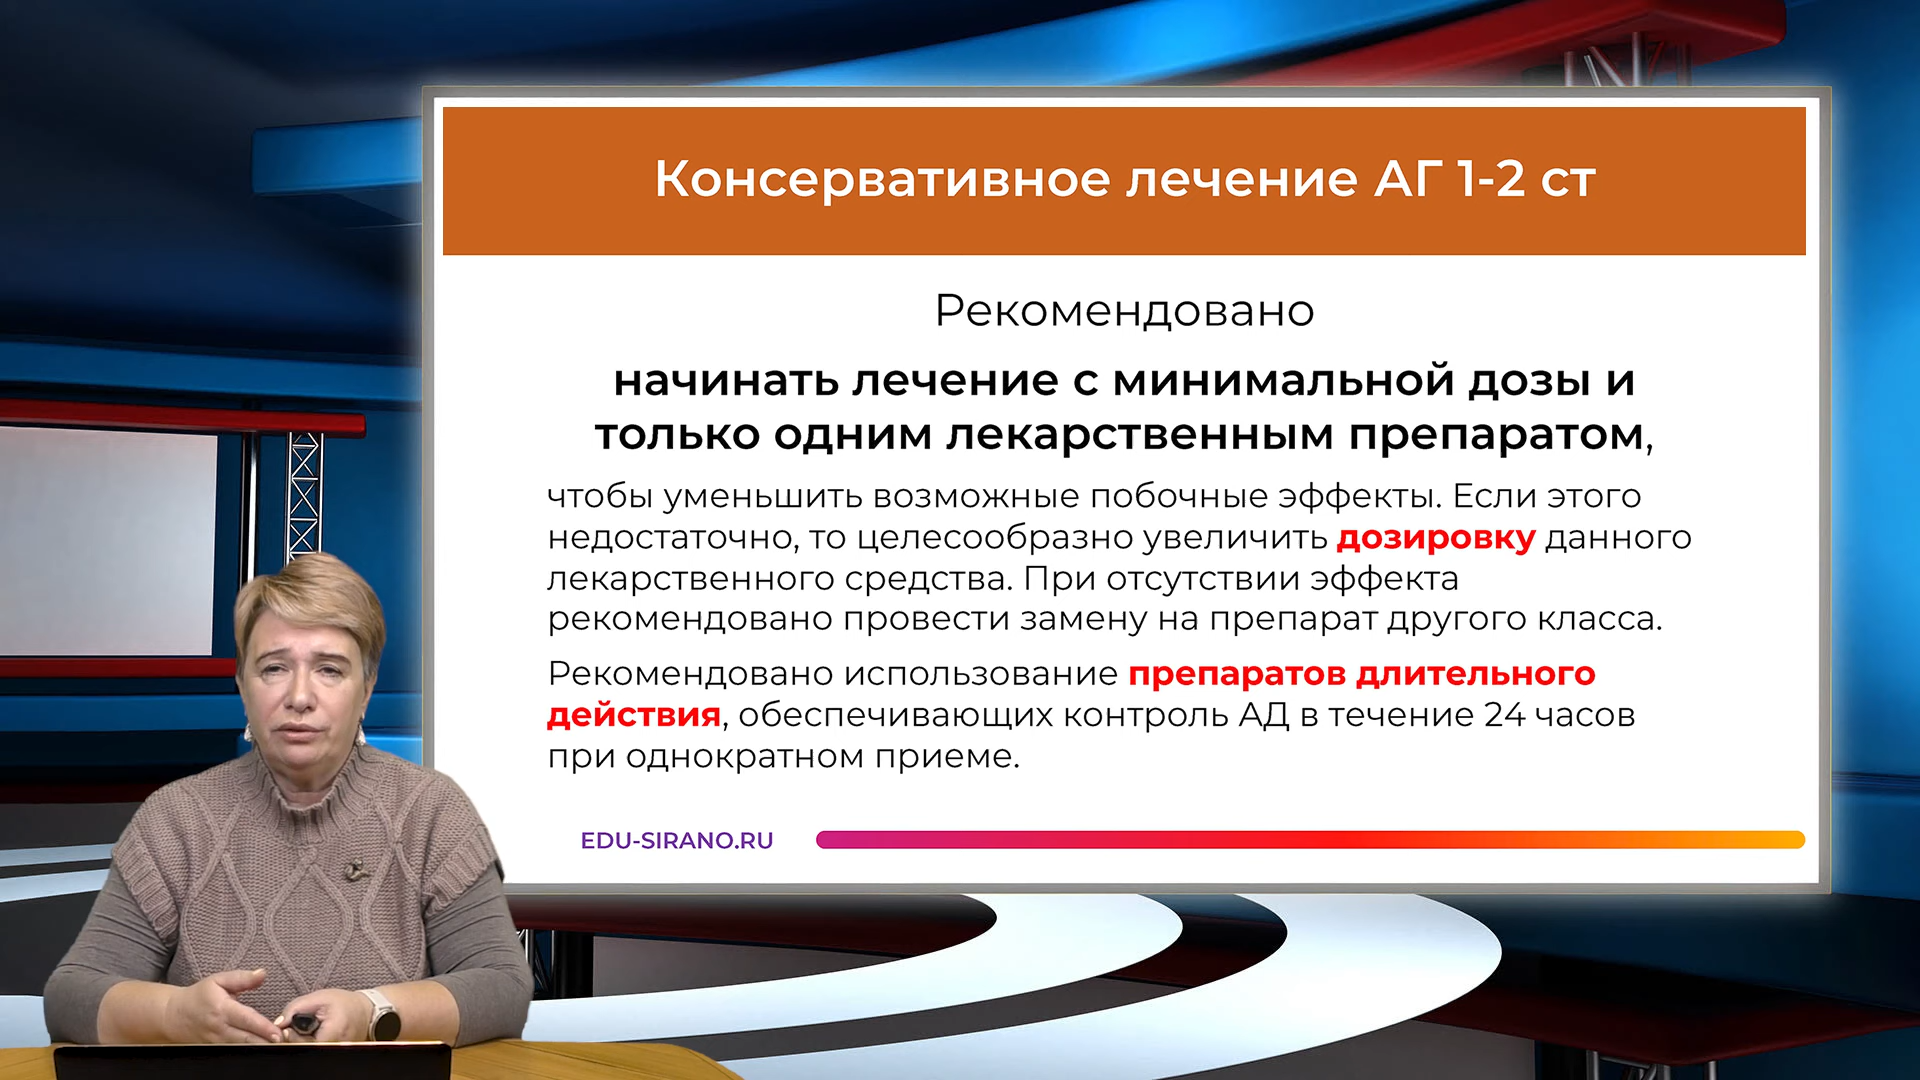 Консервативное лечение АГ 1-2 ст
Рекомендовано
начинать лечение с минимальной дозы и
только одним лекарственным препаратом,
чтобы уменьшить возможные побочные эффекты. Если этого
недостаточно, то целесообразно увеличить дозировку данного
лекарственного средства. При отсутствии эффекта
рекомендовано провести замену на препарат другого класса.
Рекомендовано использование препаратов длительного
действия, обеспечивающих контроль АД в течение 24 часов
при однократном приеме.
EDU-SIRANO.RU